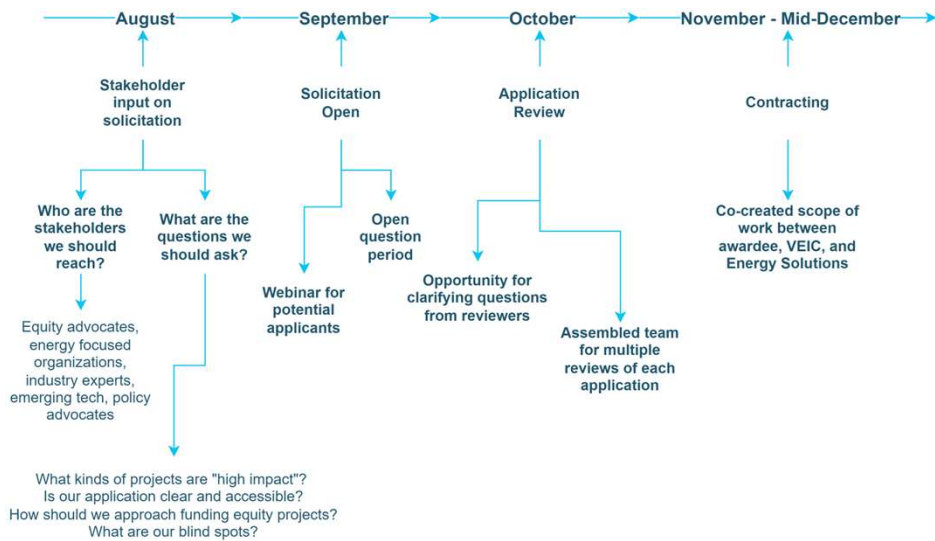 August
September
October
November - Mid-December
Stakeholder
input on
solicitation
Solicitation
Open
Application
Review
Contracting
Who are the
stakeholders
we should
reach?
What are the
questions we
should ask?
Open
question
period
Webinar for
potential
applicants
Opportunity for
clarifying questions
from reviewers
Assembled team
for multiple
reviews of each
application
Co-created scope of
work between
awardee, VEIC, and
Energy Solutions
Equity advocates,
energy focused
organizations,
industry experts,
emerging tech, policy
advocates
What kinds of projects are "high impact"?
Is our application clear and accessible?
How should we approach funding equity projects?
What are our blind spots?